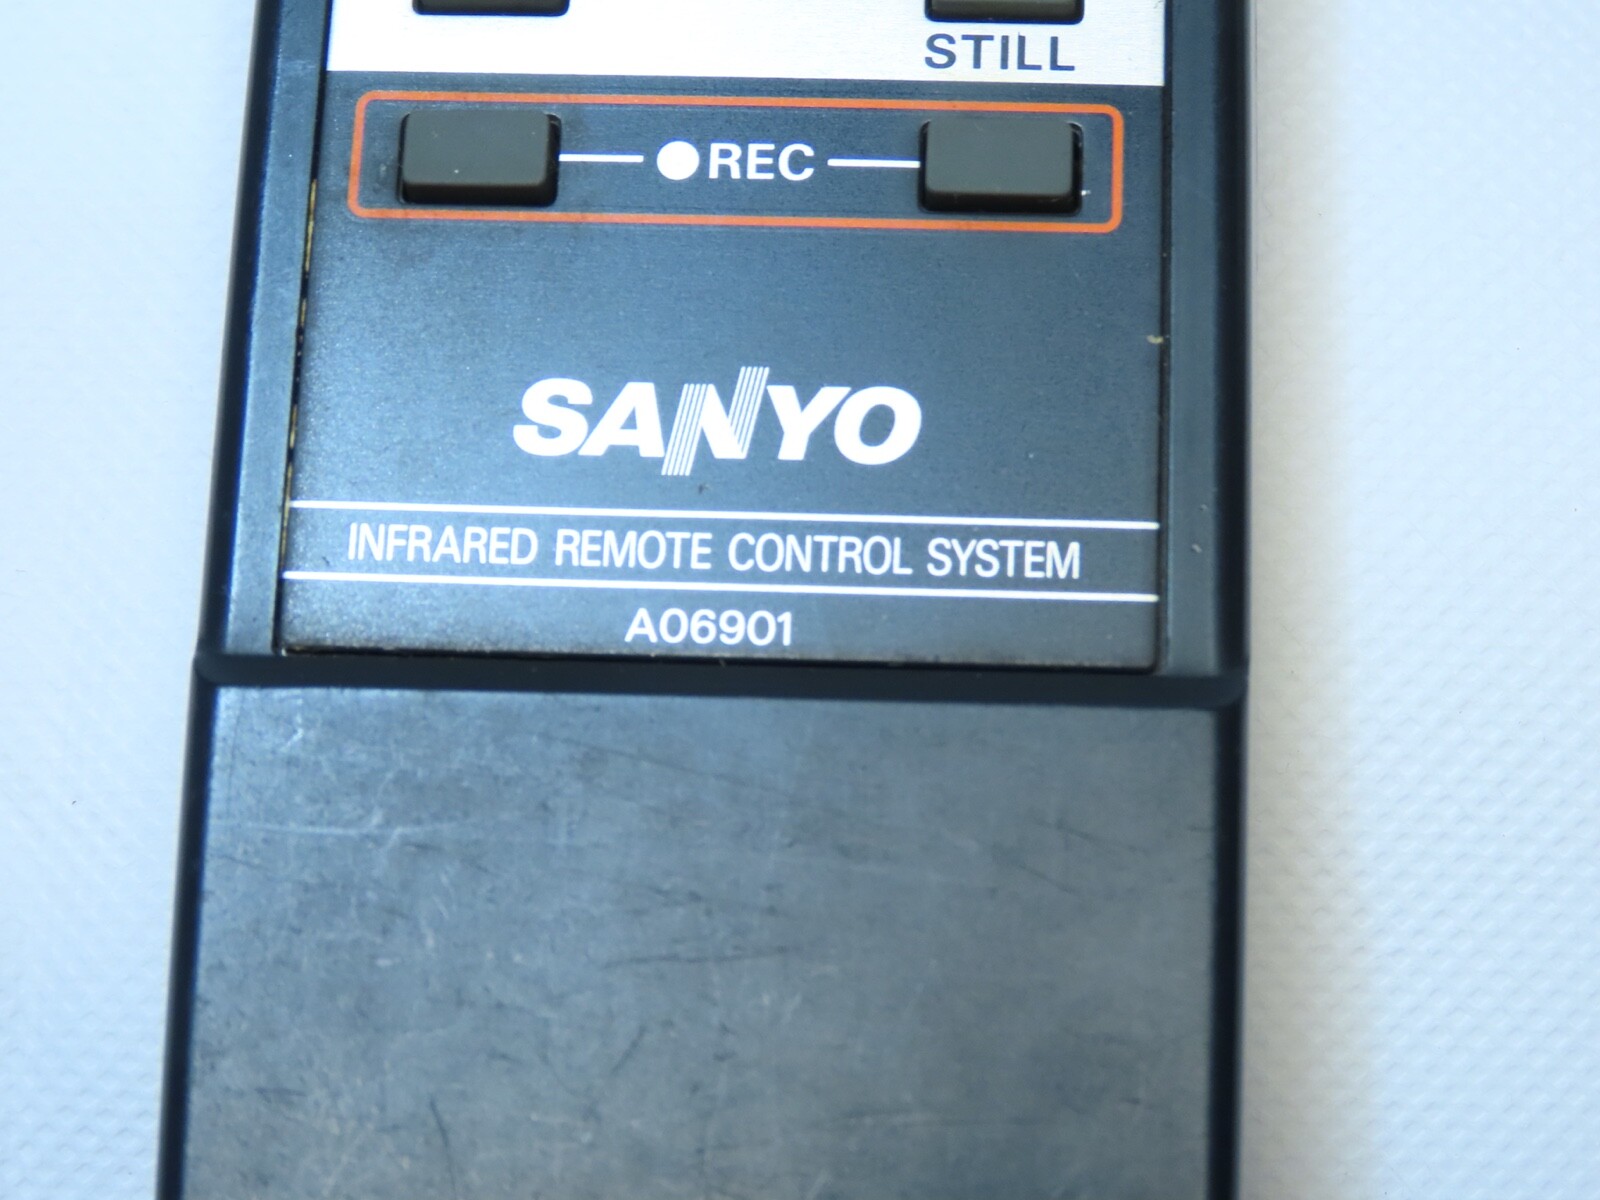 STILL
●REC
SANYO
INFRARED REMOTE CONTROL SYSTEM
A06901